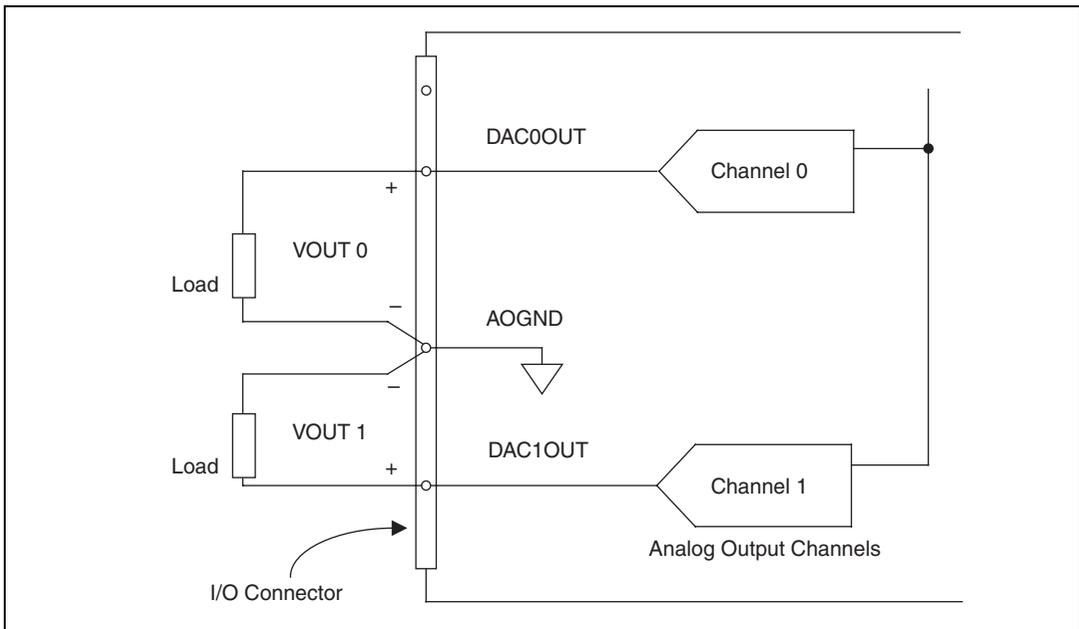 DAC0OUT
Channel 0
+
VOUT 0
Load
–
AOGND
–
VOUT 1
DAC1OUT
Load
+
Channel 1
Analog Output Channels
I/O Connector